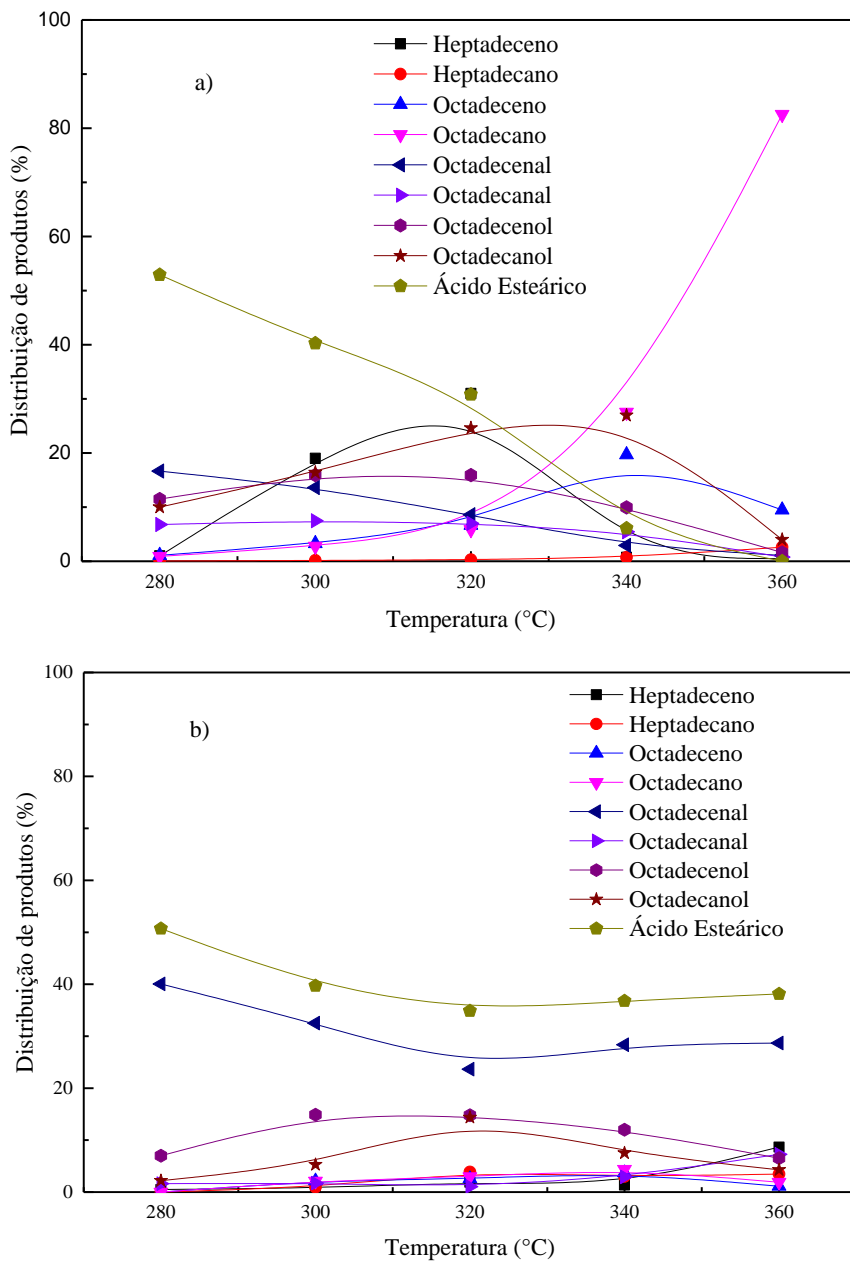 100
80
60
40
20
0
Distribuição de produtos (%)
a)
Heptadeceno
Heptadecano
Octadeceno
Octadecano
Octadecenal
Octadecanal
Octadecenol
Octadecanol
Ácido Esteárico
280 300 320 340 360
Temperatura (°C)
100
80
60
40
20
0
Distribuição de produtos (%)
b)
Heptadeceno
Heptadecano
Octadeceno
Octadecano
Octadecenal
Octadecanal
Octadecenol
Octadecanol
Ácido Esteárico
280 300 320 340 360
Temperatura (°C)